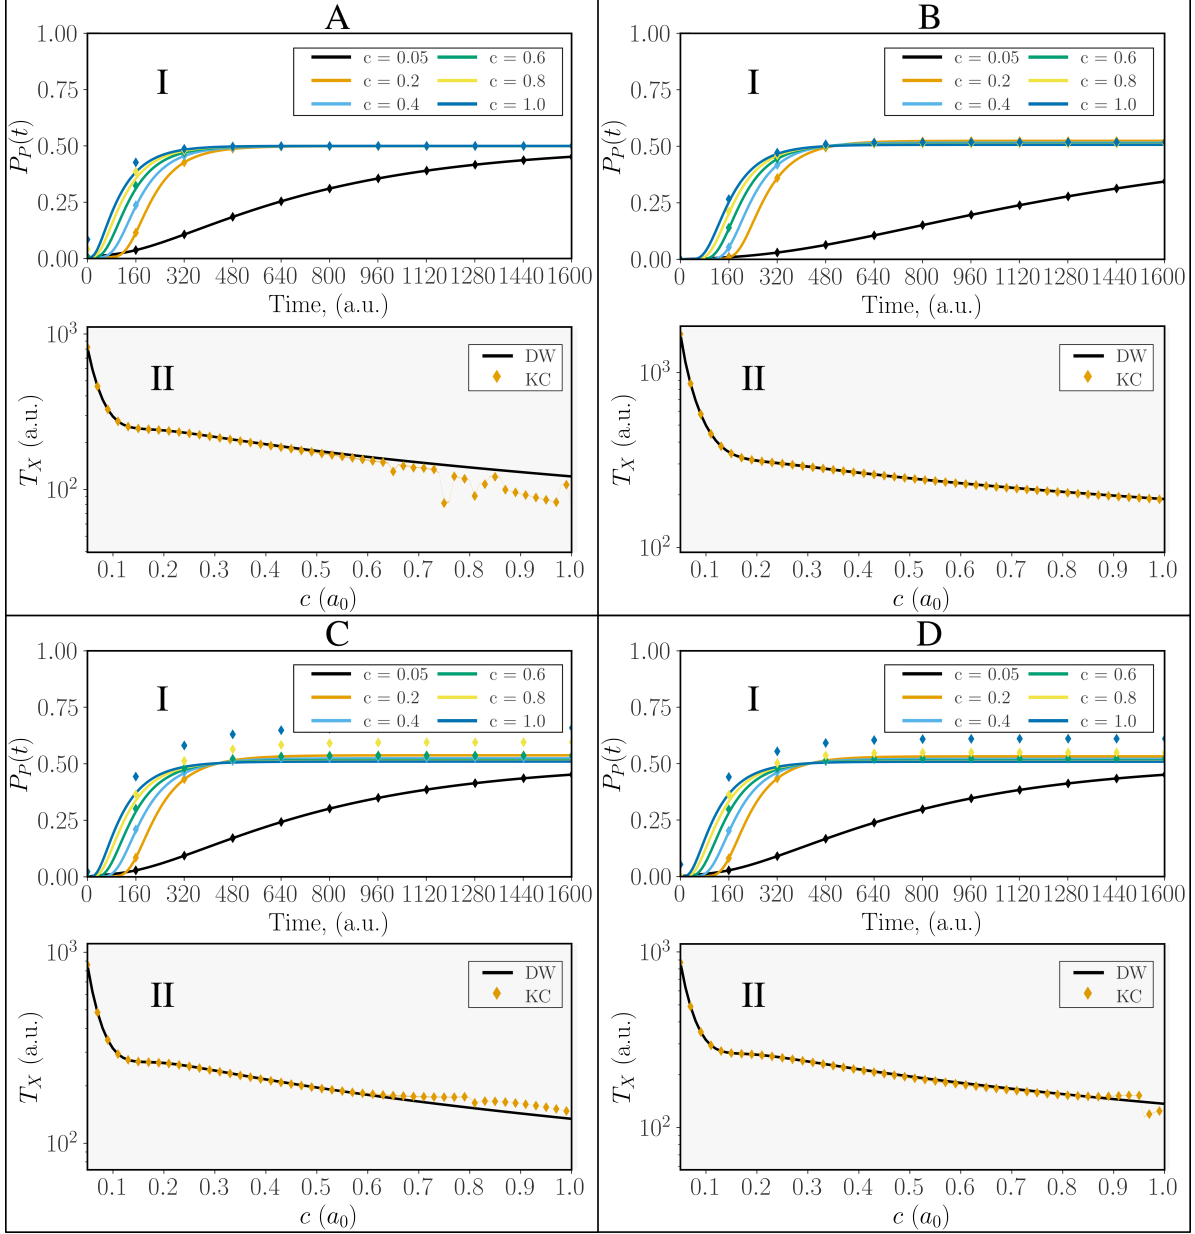 A
I
c = 0.05 c = 0.6
c = 0.2 c = 0.8
c = 0.4 c = 1.0
P_P(t)
1.00
0.75
0.50
0.25
0.00
0 160 320 480 640 800 960 1120 1280 1440 1600
Time, (a.u.)
II
DW
KC
T_X (a.u.)
10^3
10^2
0.1 0.2 0.3 0.4 0.5 0.6 0.7 0.8 0.9 1.0
c (a_0)
B
I
c = 0.05 c = 0.6
c = 0.2 c = 0.8
c = 0.4 c = 1.0
P_P(t)
1.00
0.75
0.50
0.25
0.00
0 160 320 480 640 800 960 1120 1280 1440 1600
Time, (a.u.)
II
DW
KC
T_X (a.u.)
10^3
10^2
0.1 0.2 0.3 0.4 0.5 0.6 0.7 0.8 0.9 1.0
c (a_0)
C
I
c = 0.05 c = 0.6
c = 0.2 c = 0.8
c = 0.4 c = 1.0
P_P(t)
1.00
0.75
0.50
0.25
0.00
0 160 320 480 640 800 960 1120 1280 1440 1600
Time, (a.u.)
II
DW
KC
T_X (a.u.)
10^3
10^2
0.1 0.2 0.3 0.4 0.5 0.6 0.7 0.8 0.9 1.0
c (a_0)
D
I
c = 0.05 c = 0.6
c = 0.2 c = 0.8
c = 0.4 c = 1.0
P_P(t)
1.00
0.75
0.50
0.25
0.00
0 160 320 480 640 800 960 1120 1280 1440 1600
Time, (a.u.)
II
DW
KC
T_X (a.u.)
10^3
10^2
0.1 0.2 0.3 0.4 0.5 0.6 0.7 0.8 0.9 1.0
c (a_0)